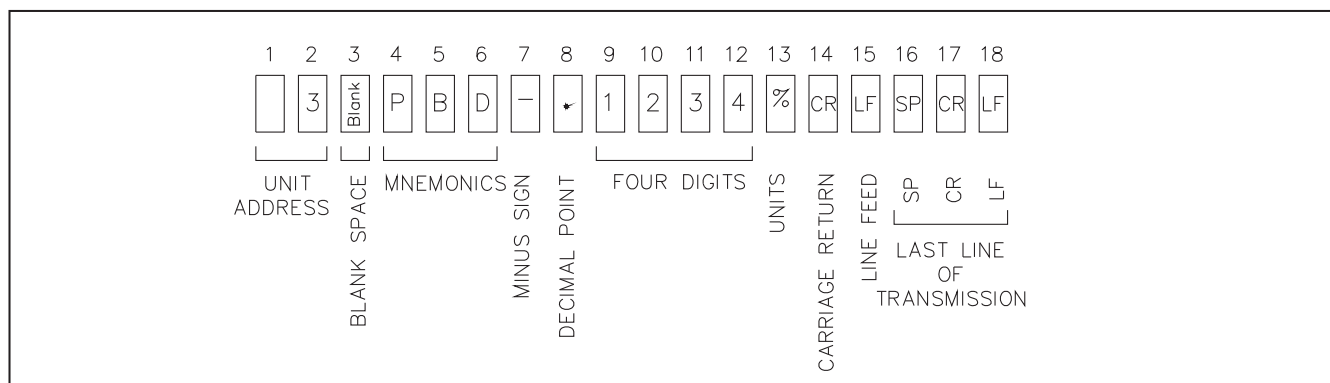 1 2 3 4 5 6 7 8 9 10 11 12 13 14 15 16 17 18
3 Blank P B D – 1 2 3 4 % CR LF SP CR LF
UNIT
ADDRESS
BLANK SPACE
MNEMONICS
MINUS SIGN
DECIMAL POINT
FOUR DIGITS
UNITS
CARRIAGE RETURN
LINE FEED
SP CR LF
LAST LINE
OF
TRANSMISSION